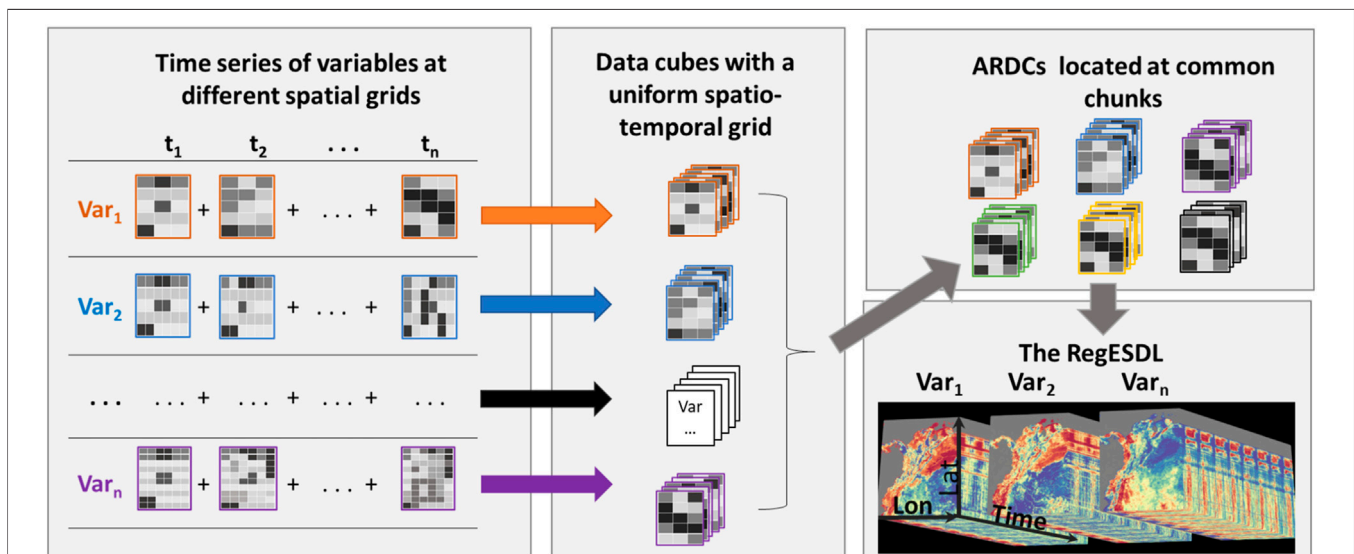 Time series of variables at
different spatial grids
t1 t2 ... tn
Var1 + + ... +
Var2 + + ... +
... ... + ... + ... + ...
Varn + + ... +
Data cubes with a
uniform spatio-
temporal grid
Var
...
ARDCs located at common
chunks
The RegESDL
Var1 Var2 Varn
Lat
Lon
Time